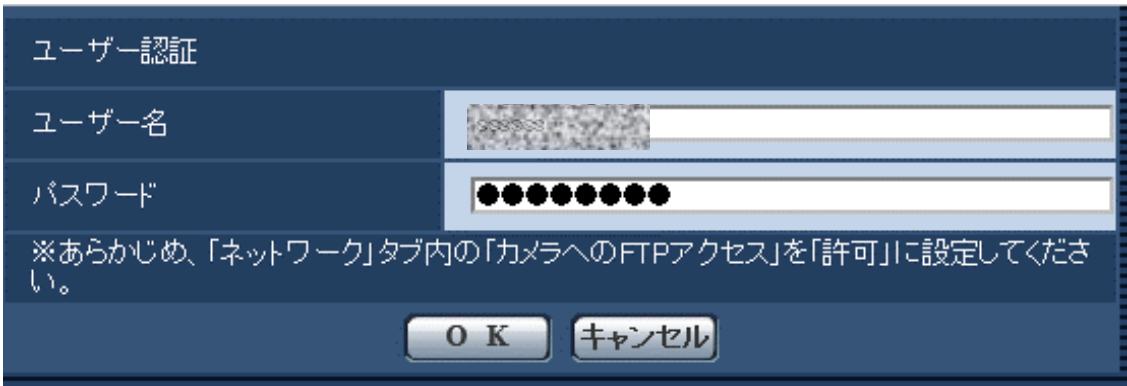 ユーザー認証
ユーザー名
パスワード
●●●●●●●●
※あらかじめ、「ネットワーク」タブ内の「カメラへのFTPアクセス」を「許可」に設定してくださ
い。
ＯＫ
キャンセル